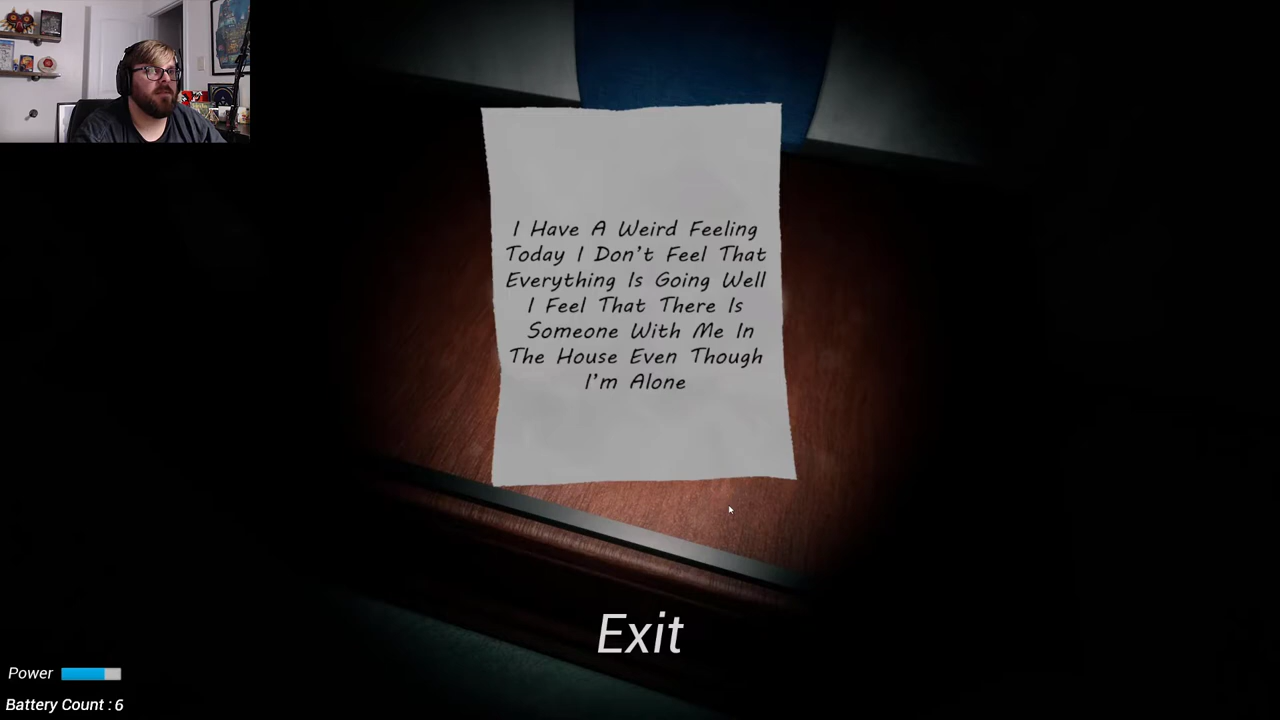 I Have A Weird Feeling
Today I Don't Feel That
Everything Is Going Well
I Feel That There Is
Someone With Me In
The House Even Though
I'm Alone
Exit
Power
Battery Count : 6